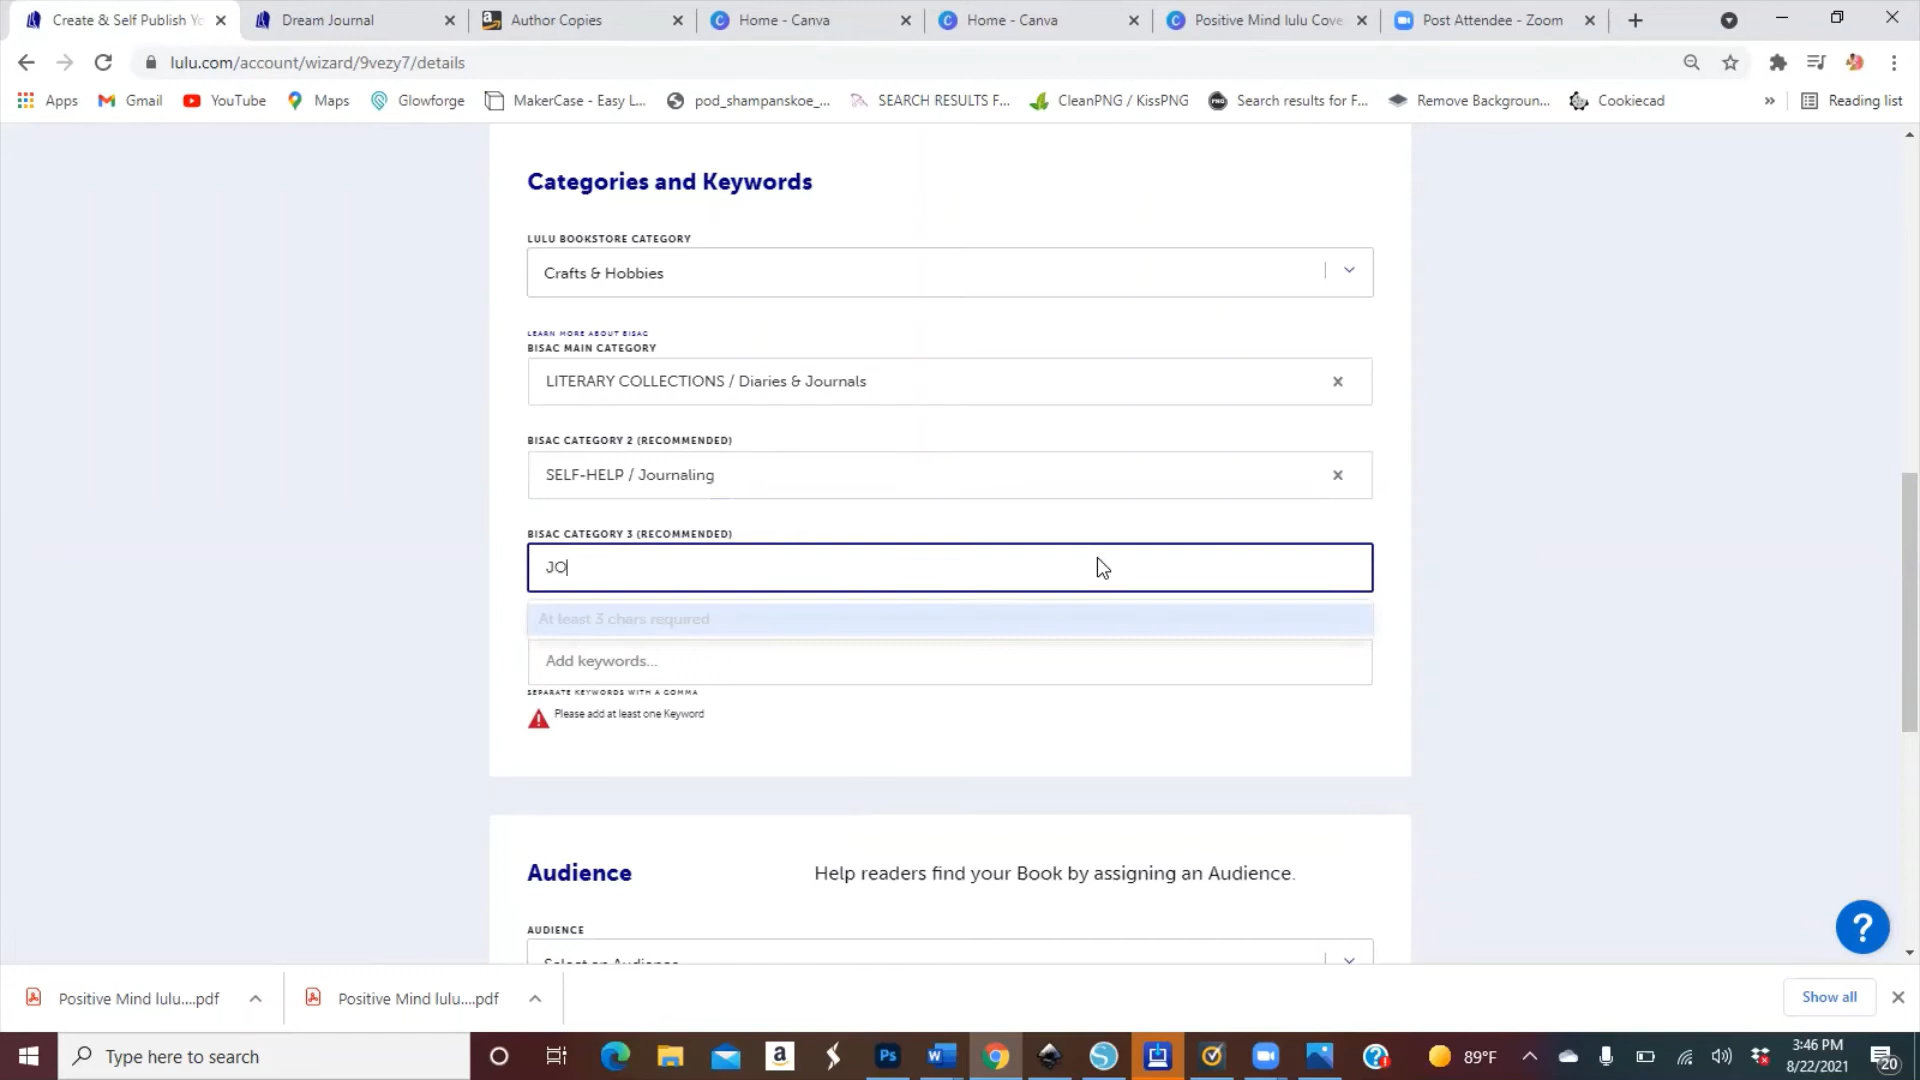 Create & Self Publish Yo
Dream Journal
Author Copies
Home - Canva
Home - Canva
Positive Mind lulu Cove
Post Attendee - Zoom
lulu.com/account/wizard/9vezy7/details
Apps
Gmail
YouTube
Maps
Glowforge
MakerCase - Easy L...
pod_shampanskoe_...
SEARCH RESULTS F...
CleanPNG / KissPNG
Search results for F...
Remove Backgroun...
Cookiecad
Reading list
Categories and Keywords
LULU BOOKSTORE CATEGORY
Crafts & Hobbies
LEARN MORE ABOUT BISAC
BISAC MAIN CATEGORY
LITERARY COLLECTIONS / Diaries & Journals
BISAC CATEGORY 2 (RECOMMENDED)
SELF-HELP / Journaling
BISAC CATEGORY 3 (RECOMMENDED)
JO
At least 3 chars required
Add keywords...
SEPARATE KEYWORDS WITH A COMMA
Please add at least one Keyword
Audience
Help readers find your Book by assigning an Audience.
AUDIENCE
Select an Audience
Positive Mind lulu....pdf
Positive Mind lulu....pdf
Show all
Type here to search
89°F
3:46 PM
8/22/2021
20